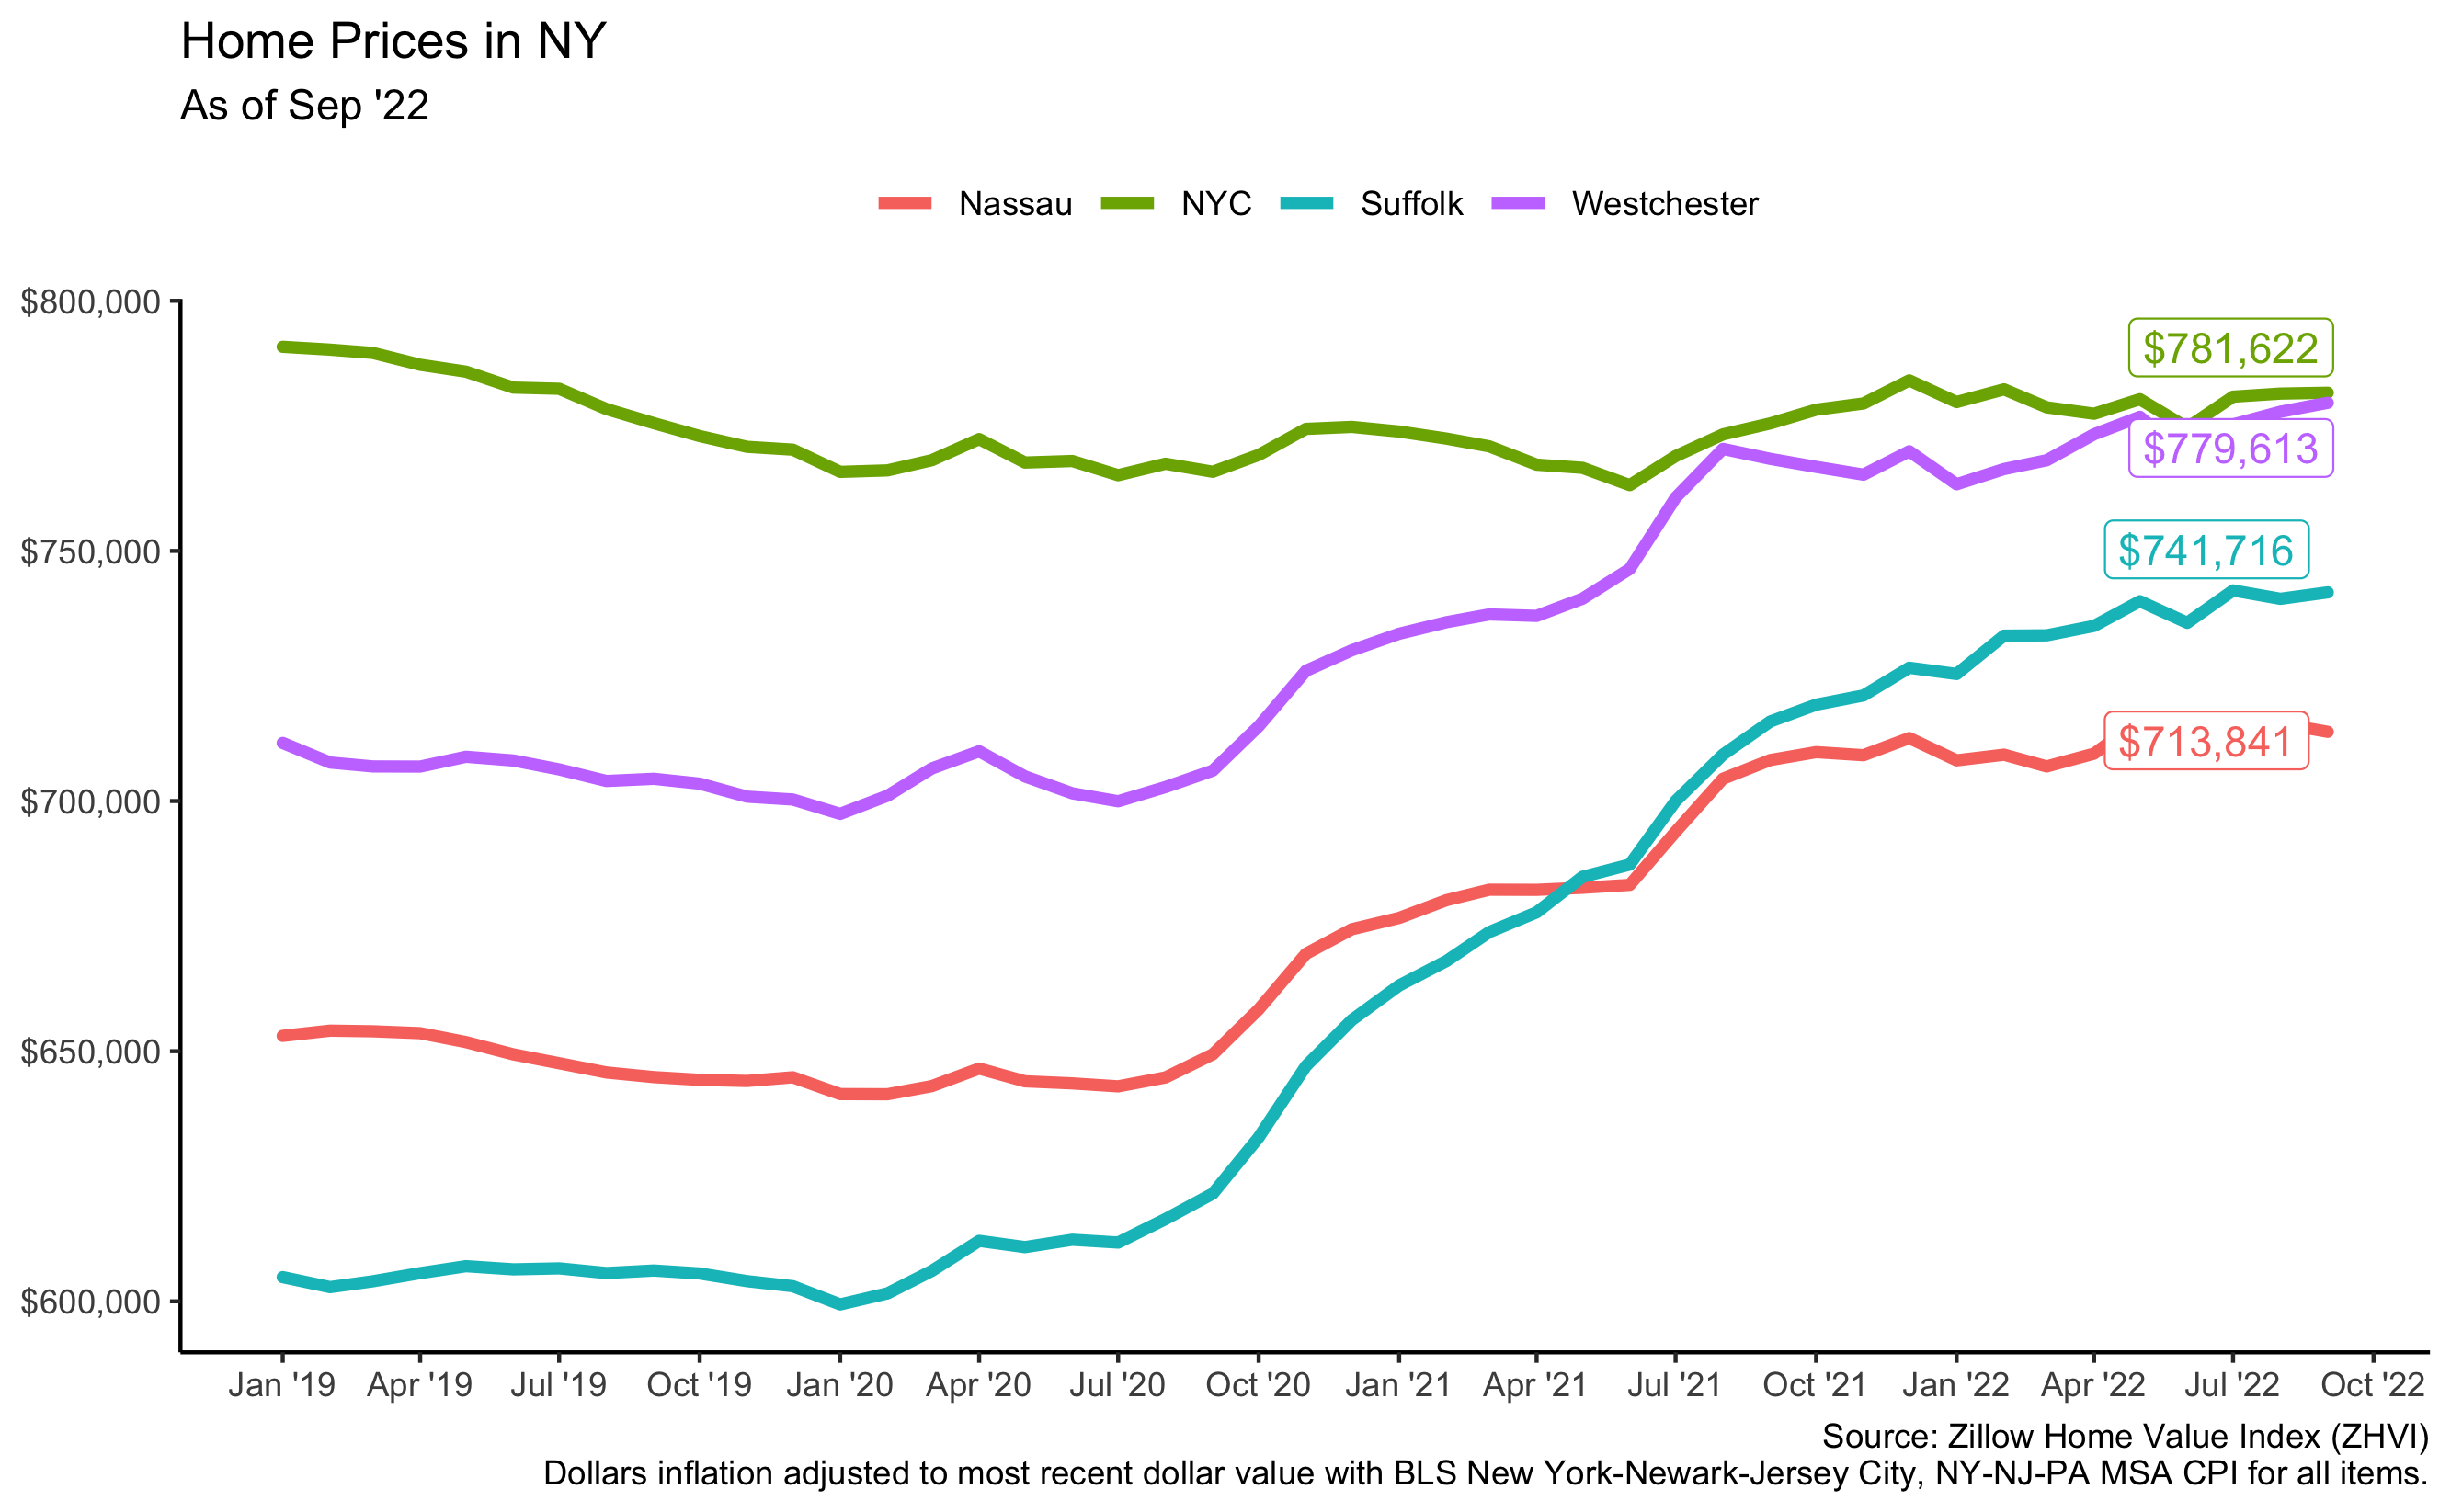 Home Prices in NY
As of Sep '22
Nassau NYC Suffolk Westchester
$800,000
$750,000
$700,000
$650,000
$600,000
$781,622
$779,613
$741,716
$713,841
Jan '19 Apr '19 Jul '19 Oct '19 Jan '20 Apr '20 Jul '20 Oct '20 Jan '21 Apr '21 Jul '21 Oct '21 Jan '22 Apr '22 Jul '22 Oct '22
Source: Zillow Home Value Index (ZHVI)
Dollars inflation adjusted to most recent dollar value with BLS New York-Newark-Jersey City, NY-NJ-PA MSA CPI for all items.